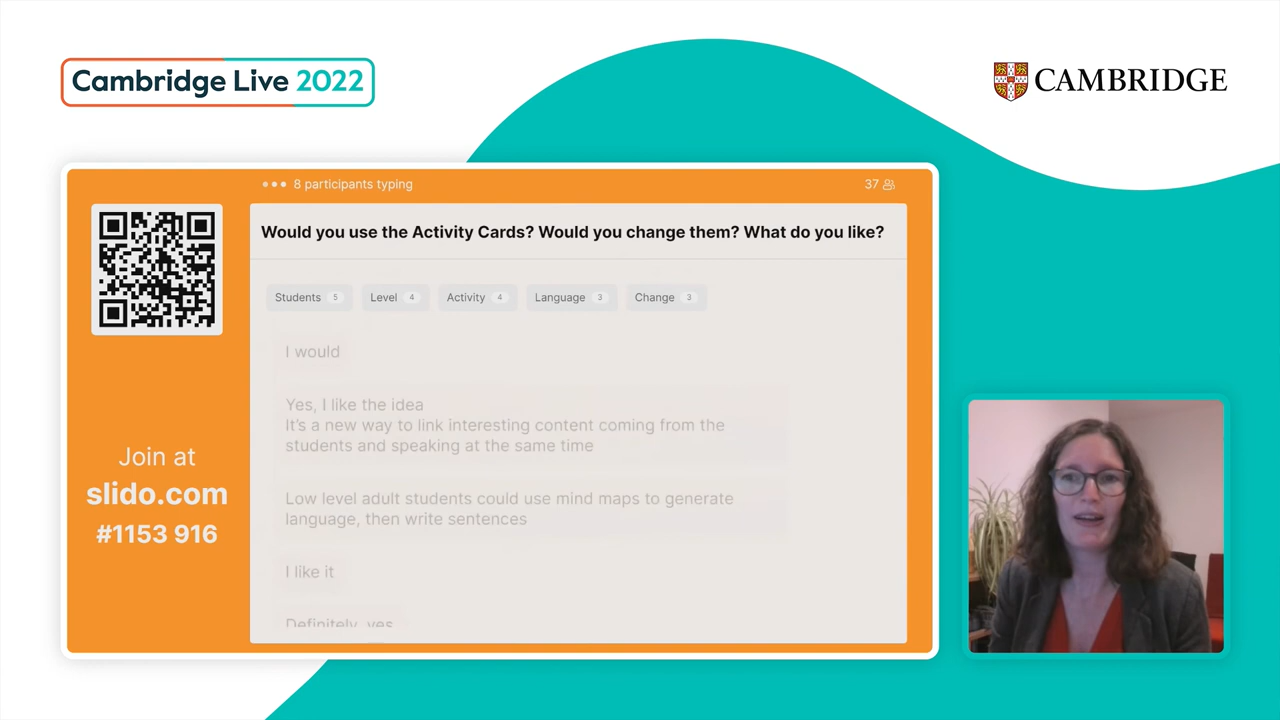 Cambridge Live 2022
CAMBRIDGE
8 participants typing
37
Would you use the Activity Cards? Would you change them? What do you like?
Students 5 Level 4 Activity 4 Language 3 Change 3
I would
Yes, I like the idea
It's a new way to link interesting content coming from the
students and speaking at the same time
Low level adult students could use mind maps to generate
language, then write sentences
I like it
Definitely, yes
Join at
slido.com
#1153 916